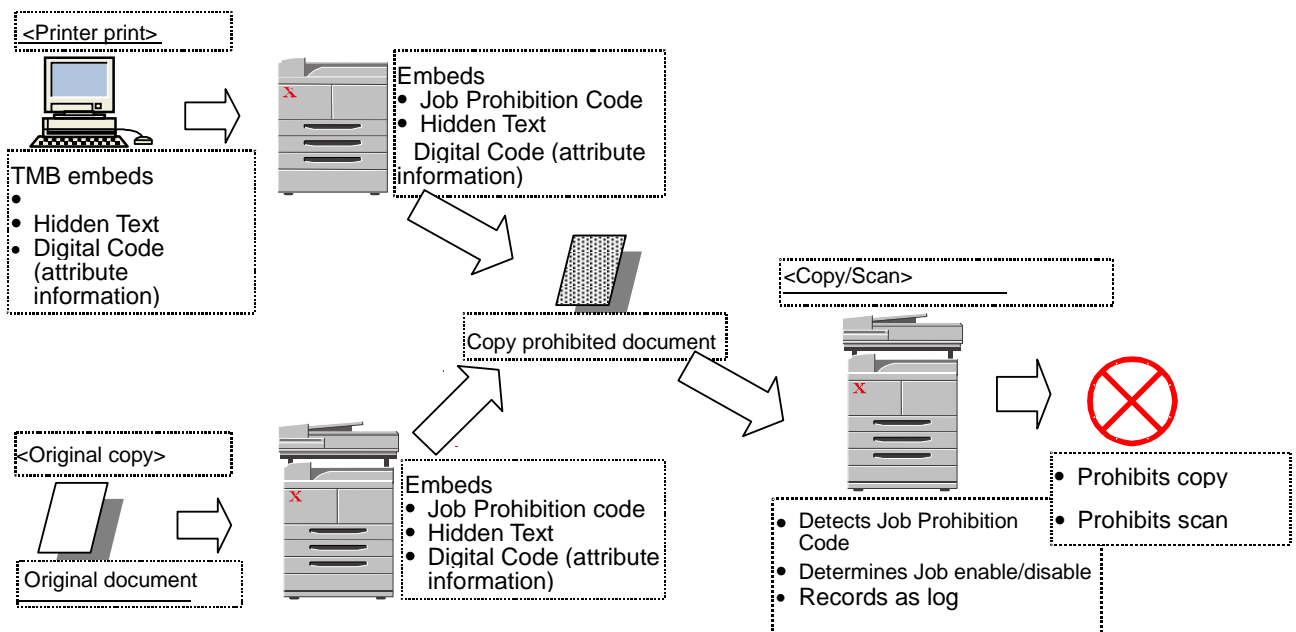 <Printer print>
Embeds
• Job Prohibition Code
• Hidden Text
Digital Code (attribute
information)
X
TMB embeds
•
• Hidden Text
• Digital Code
(attribute
information)
<Copy/Scan>
Copy prohibited document
X
<Original copy>
X
Embeds
• Job Prohibition code
• Hidden Text
• Digital Code (attribute
information)
Original document
• Prohibits copy
• Prohibits scan
• Detects Job Prohibition
Code
• Determines Job enable/disable
• Records as log